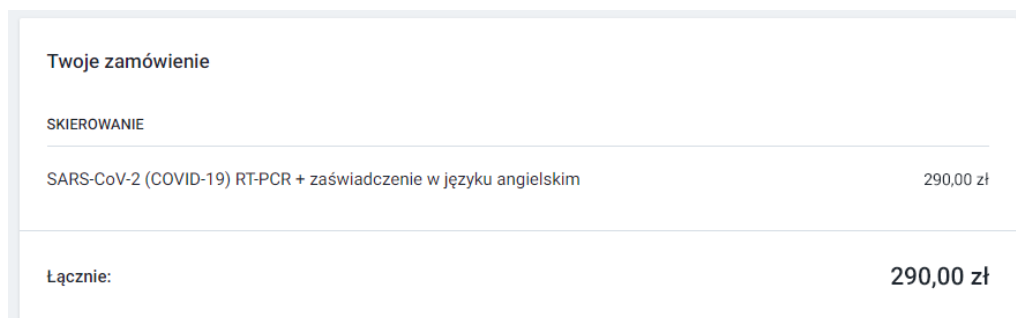 Twoje zamówienie
SKIEROWANIE
SARS-CoV-2 (COVID-19) RT-PCR + zaświadczenie w języku angielskim 290,00 zł
Łącznie: 290,00 zł